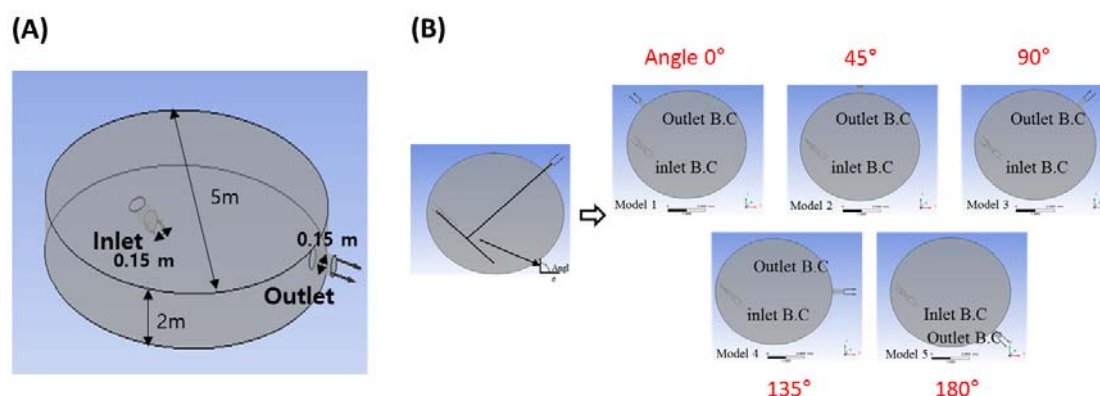 (A)
5m
Inlet
0.15 m
0.15 m
Outlet
2m
(B)
Angl
e
Angle 0°
45°
90°
Outlet B.C
inlet B.C
Model 1
Outlet B.C
inlet B.C
Model 2
Outlet B.C
inlet B.C
Model 3
Outlet B.C
inlet B.C
Model 4
Inlet B.C
Outlet B.C
Model 5
135°
180°